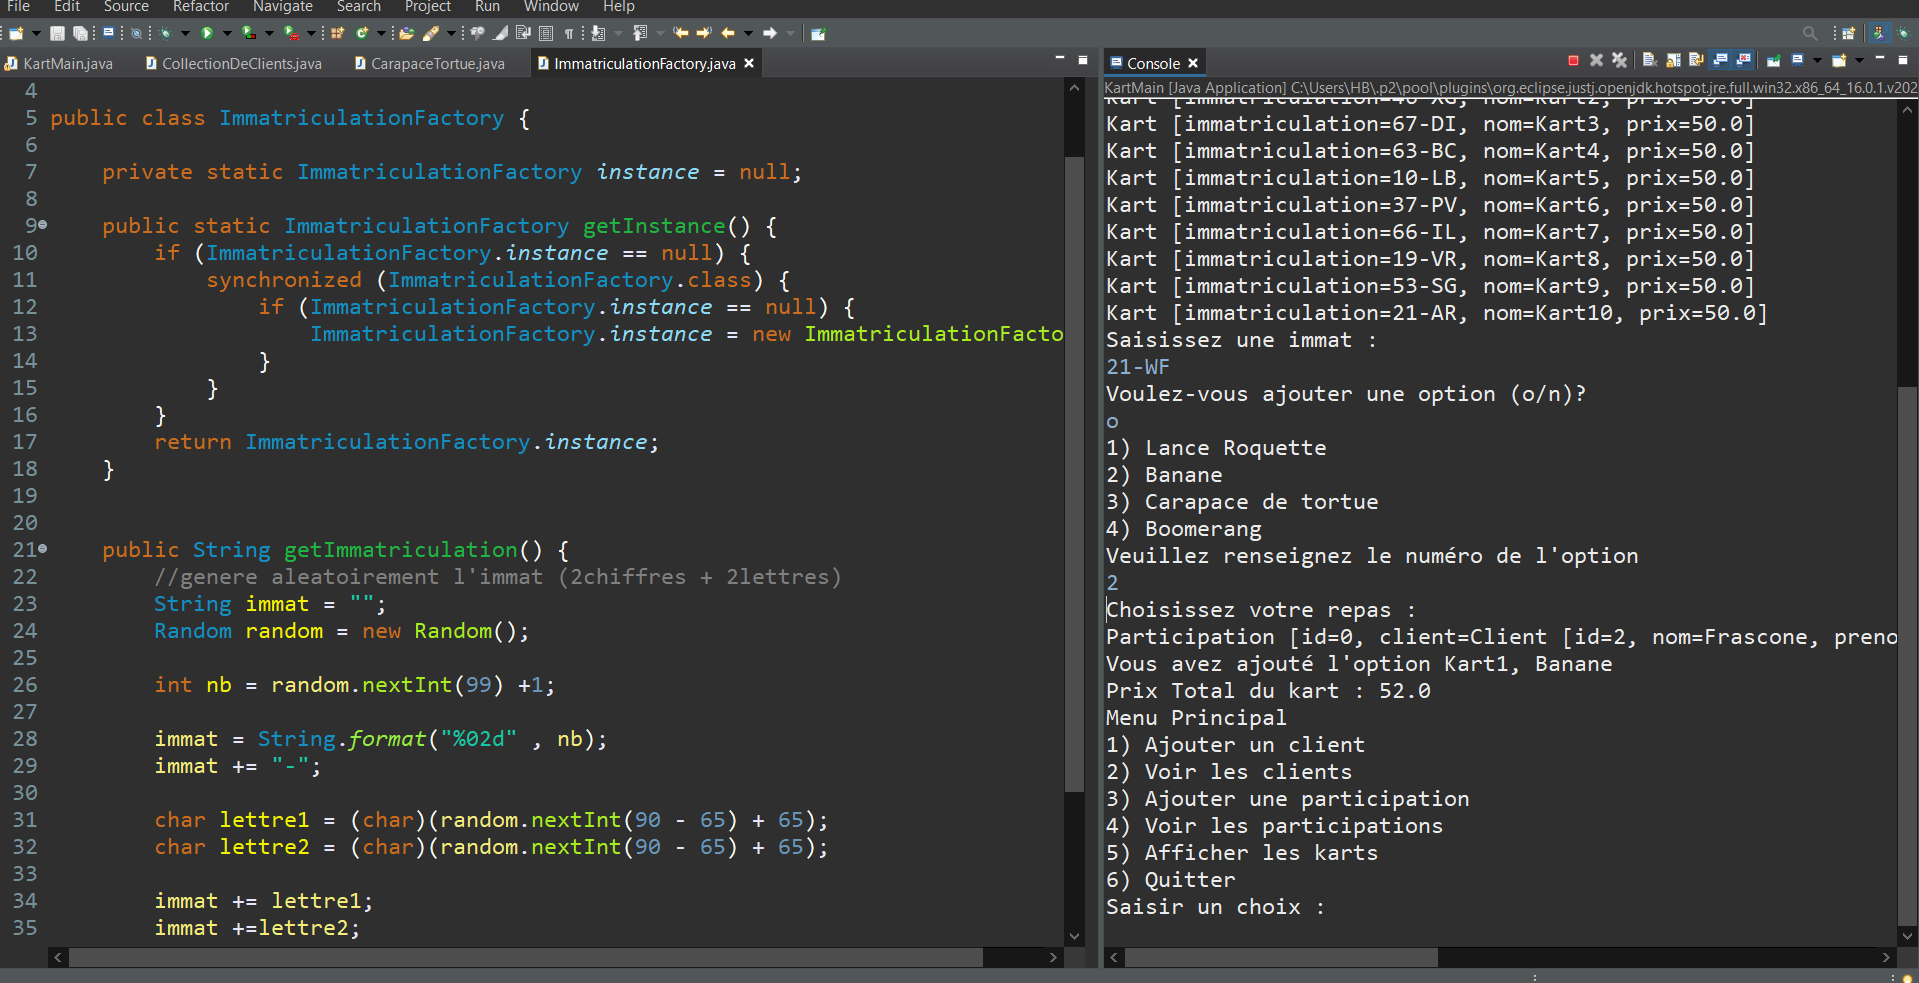 File Edit Source Refactor Navigate Search Project Run Window Help
KartMain.java CollectionDeClients.java CarapaceTortue.java ImmatriculationFactory.java
4
5 public class ImmatriculationFactory {
6
7 private static ImmatriculationFactory instance = null;
8
9 public static ImmatriculationFactory getInstance() {
10 if (ImmatriculationFactory.instance == null) {
11 synchronized (ImmatriculationFactory.class) {
12 if (ImmatriculationFactory.instance == null) {
13 ImmatriculationFactory.instance = new ImmatriculationFacto
14 }
15 }
16 }
17 return ImmatriculationFactory.instance;
18 }
19
20
21 public String getImmatriculation() {
22 //genere aleatoirement l'immat (2chiffres + 2lettres)
23 String immat = "";
24 Random random = new Random();
25
26 int nb = random.nextInt(99) +1;
27
28 immat = String.format("%02d" , nb);
29 immat += "-";
30
31 char lettre1 = (char)(random.nextInt(90 - 65) + 65);
32 char lettre2 = (char)(random.nextInt(90 - 65) + 65);
33
34 immat += lettre1;
35 immat +=lettre2;
Console
KartMain [Java Application] C:\Users\HB\.p2\pool\plugins\org.eclipse.justj.openjdk.hotspot.jre.full.win32.x86_64_16.0.1.v202
Kart [immatriculation=67-DI, nom=Kart3, prix=50.0]
Kart [immatriculation=63-BC, nom=Kart4, prix=50.0]
Kart [immatriculation=10-LB, nom=Kart5, prix=50.0]
Kart [immatriculation=37-PV, nom=Kart6, prix=50.0]
Kart [immatriculation=66-IL, nom=Kart7, prix=50.0]
Kart [immatriculation=19-VR, nom=Kart8, prix=50.0]
Kart [immatriculation=53-SG, nom=Kart9, prix=50.0]
Kart [immatriculation=21-AR, nom=Kart10, prix=50.0]
Saisissez une immat :
21-WF
Voulez-vous ajouter une option (o/n)?
o
1) Lance Roquette
2) Banane
3) Carapace de tortue
4) Boomerang
Veuillez renseignez le numéro de l'option
2
Choisissez votre repas :
Participation [id=0, client=Client [id=2, nom=Frascone, preno
Vous avez ajouté l'option Kart1, Banane
Prix Total du kart : 52.0
Menu Principal
1) Ajouter un client
2) Voir les clients
3) Ajouter une participation
4) Voir les participations
5) Afficher les karts
6) Quitter
Saisir un choix :